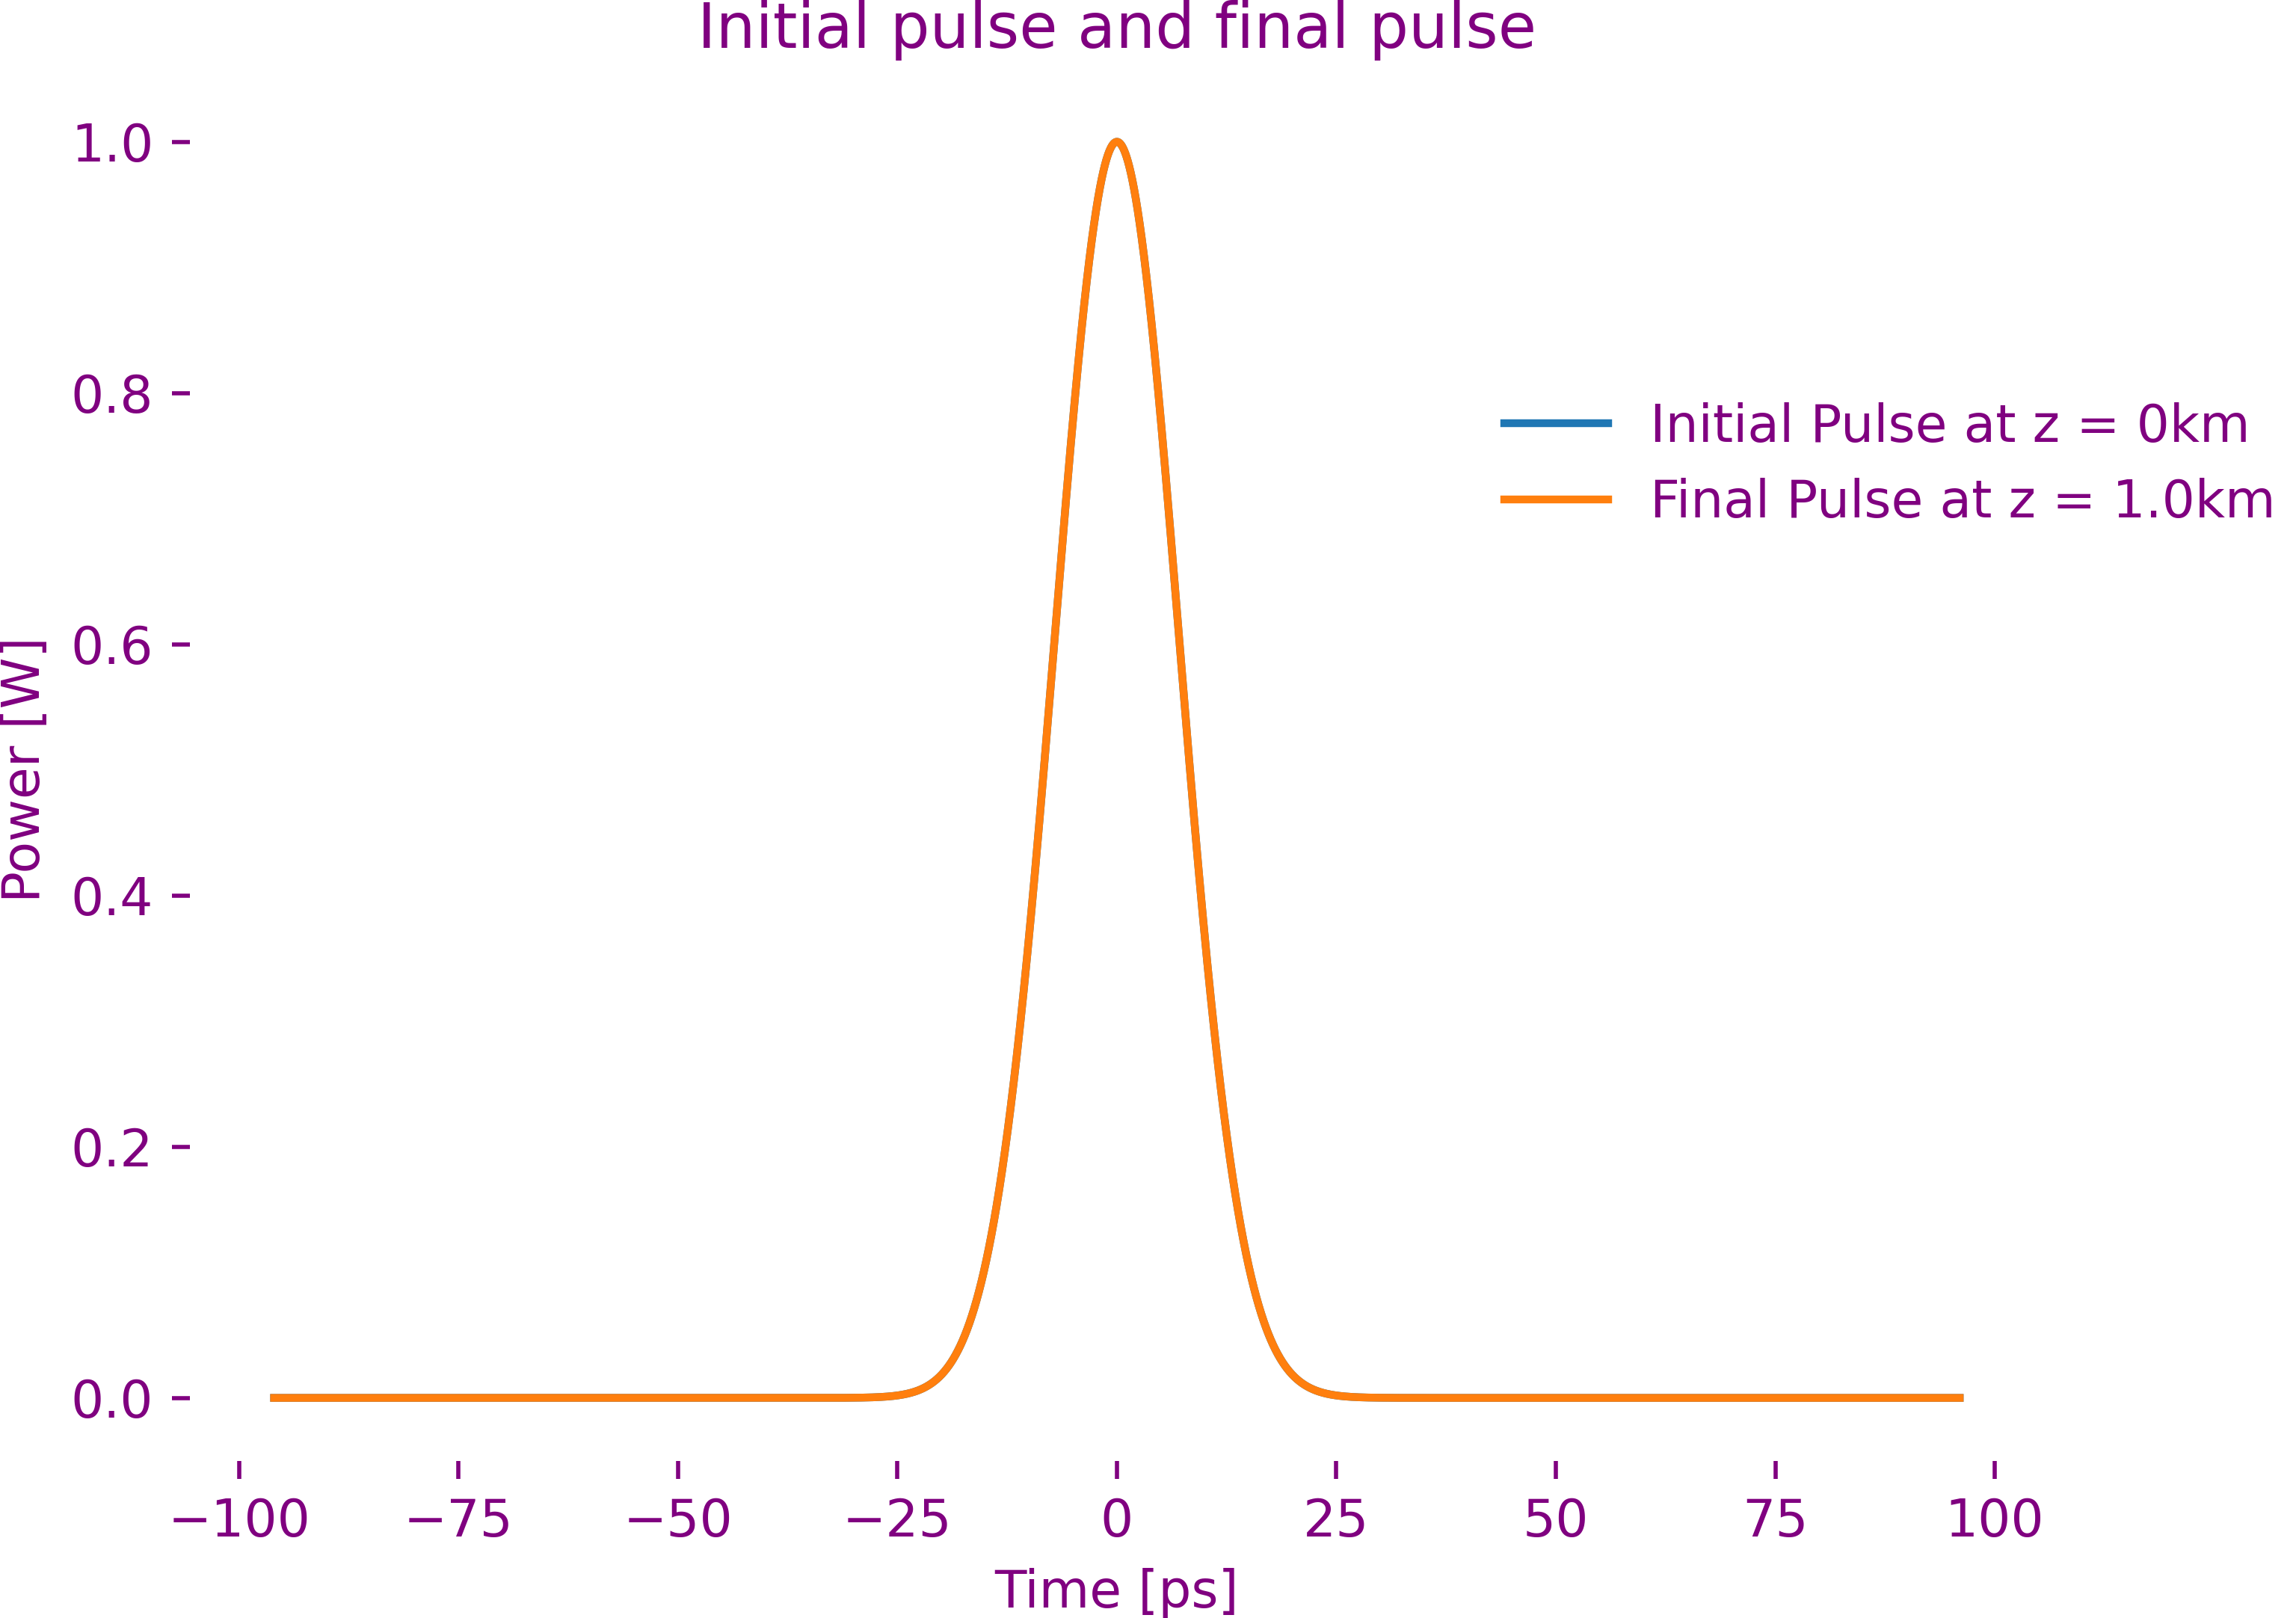 Initial pulse and final pulse
1.0
0.8
0.6
0.4
0.2
0.0
Power [W]
Initial Pulse at z = 0km
Final Pulse at z = 1.0km
−100 −75 −50 −25 0 25 50 75 100
Time [ps]